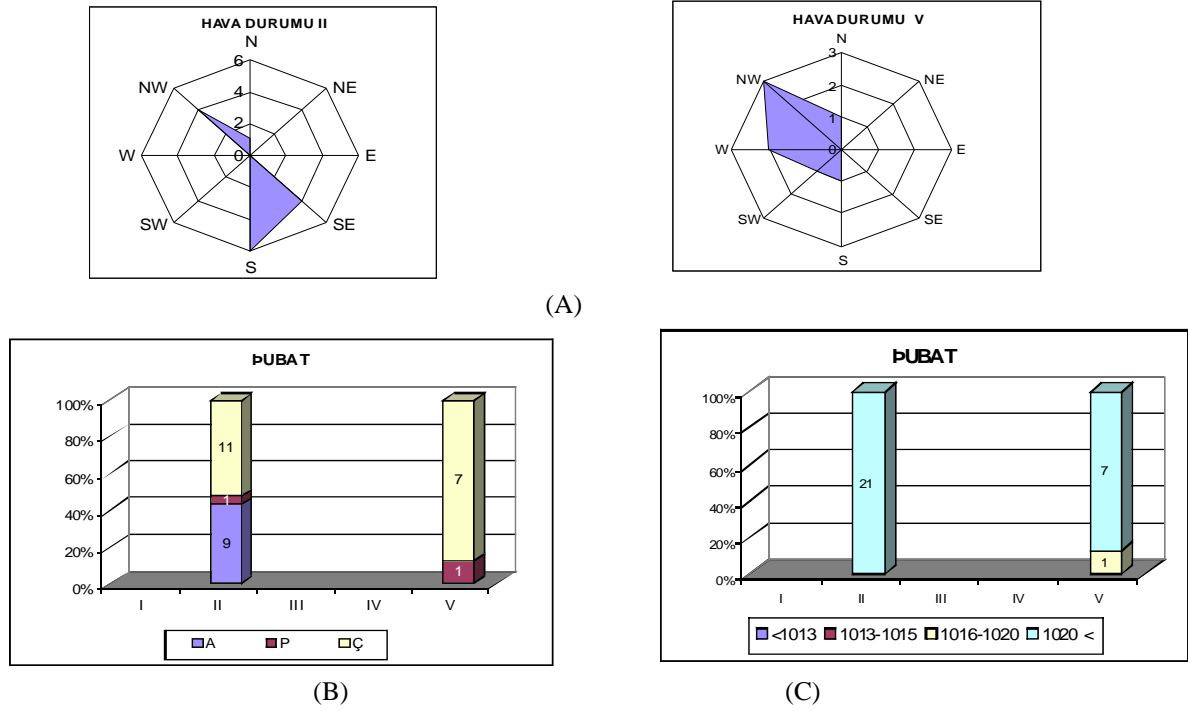 HAVA DURUMU II
N
6
NW
NE
4
2
W
0
E
SW
SE
S
HAVA DURUMU V
N
3
NW
NE
2
1
W
0
E
SW
SE
S
(A)
ÞUBAT
100%
80%
60%
40%
20%
0%
11
1
9
7
1
I II III IV V
A P Ç
(B)
ÞUBAT
100%
80%
60%
40%
20%
0%
21
7
1
I II III IV V
<1013 1013-1015 1016-1020 1020 <
(C)